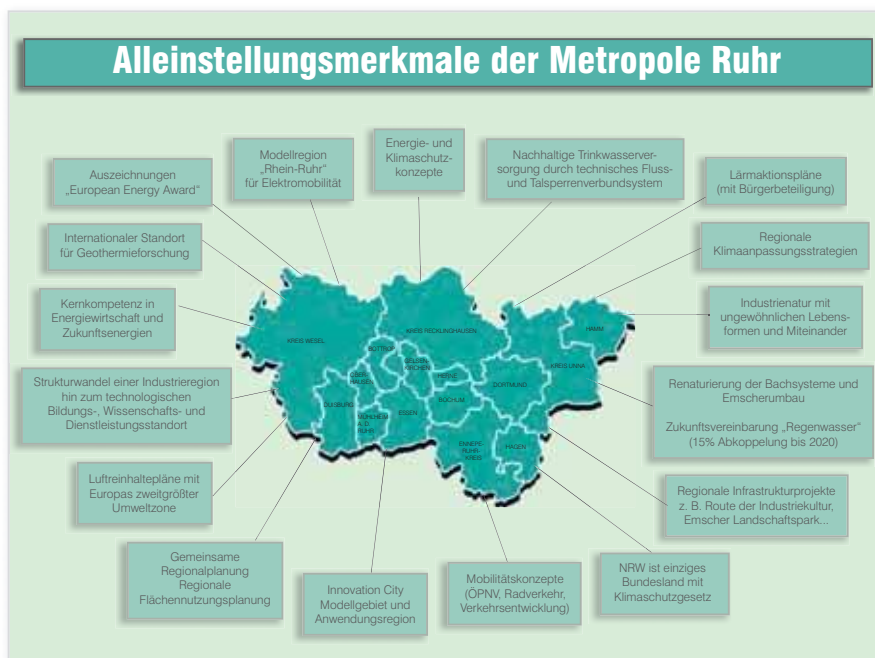 Alleinstellungsmerkmale der Metropole Ruhr
Auszeichnungen
„European Energy Award“
Modellregion
„Rhein-Ruhr“
für Elektromobilität
Energie- und
Klimaschutz-
konzepte
Nachhaltige Trinkwasserver-
sorgung durch technisches Fluss-
und Talsperrenverbundsystem
Lärmaktionspläne
(mit Bürgerbeteiligung)
Internationaler Standort
für Geothermieforschung
Regionale
Klimaanpassungsstrategien
Kernkompetenz in
Energiewirtschaft und
Zukunftsenergien
Industrienatur mit
ungewöhnlichen Lebens-
formen und Miteinander
Strukturwandel einer Industrieregion
hin zum technologischen
Bildungs-, Wissenschafts- und
Dienstleistungsstandort
Renaturierung der Bachsysteme und
Emscherumbau
Zukunftsvereinbarung „Regenwasser“
(15% Abkoppelung bis 2020)
KREIS WESEL
KREIS RECKLINGHAUSEN
HAMM
BOTTROP
GELSEN-
KIRCHEN
OBER-
HAUSEN
HERNE
KREIS UNNA
DORTMUND
DUISBURG
MÜHLHEIM
A. D.
RUHR
ESSEN
BOCHUM
ENNEPE-
RUHR-
KREIS
HAGEN
Luftreinhaltepläne mit
Europas zweitgrößter
Umweltzone
Regionale Infrastrukturprojekte
z. B. Route der Industriekultur,
Emscher Landschaftspark...
Gemeinsame
Regionalplanung
Regionale
Flächennutzungsplanung
Innovation City
Modellgebiet und
Anwendungsregion
Mobilitätskonzepte
(ÖPNV, Radverkehr,
Verkehrsentwicklung)
NRW ist einziges
Bundesland mit
Klimaschutzgesetz